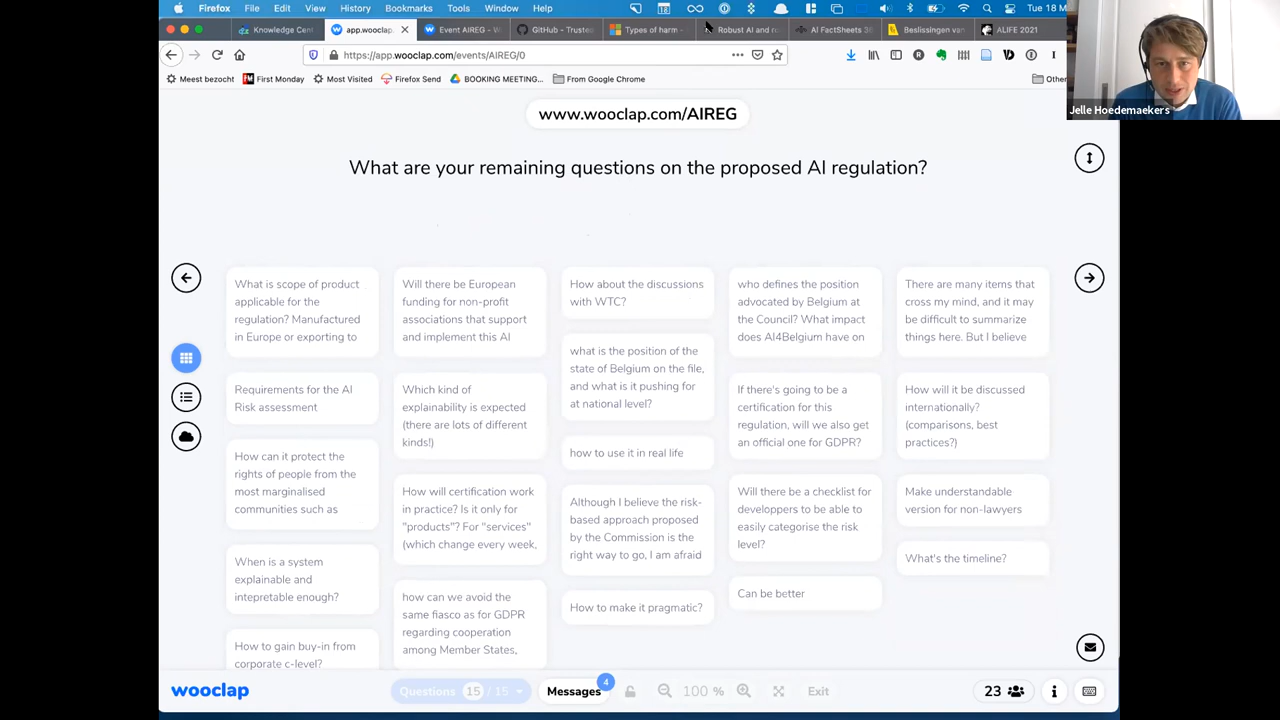 Firefox File Edit View History Bookmarks Tools Window Help
Tue 18 M
Knowledge Cent
app.wooclap.
Event AIREG - W
GitHub - Truste
Types of harm -
Robust AI and ro
AI FactSheets 36
Beslissingen van
ALIFE 2021
https://app.wooclap.com/events/AIREG/0
Meest bezocht First Monday Most Visited Firefox Send BOOKING MEETING... From Google Chrome
Other
Jelle Hoedemaekers
www.wooclap.com/AIREG
What are your remaining questions on the proposed AI regulation?
What is scope of product
applicable for the
regulation? Manufactured
in Europe or exporting to
Requirements for the AI
Risk assessment
How can it protect the
rights of people from the
most marginalised
communities such as
When is a system
explainable and
intepretable enough?
How to gain buy-in from
corporate c-level?
Will there be European
funding for non-profit
associations that support
and implement this AI
Which kind of
explainability is expected
(there are lots of different
kinds!)
How will certification work
in practice? Is it only for
"products"? For "services"
(which change every week,
how can we avoid the
same fiasco as for GDPR
regarding cooperation
among Member States,
How about the discussions
with WTC?
what is the position of the
state of Belgium on the file,
and what is it pushing for
at national level?
how to use it in real life
Although I believe the risk-
based approach proposed
by the Commission is the
right way to go, I am afraid
How to make it pragmatic?
who defines the position
advocated by Belgium at
the Council? What impact
does AI4Belgium have on
If there's going to be a
certification for this
regulation, will we also get
an official one for GDPR?
Will there be a checklist for
developpers to be able to
easily categorise the risk
level?
Can be better
There are many items that
cross my mind, and it may
be difficult to summarize
things here. But I believe
How will it be discussed
internationally?
(comparisons, best
practices?)
Make understandable
version for non-lawyers
What's the timeline?
wooclap
Questions 15 / 15
Messages 4
100 %
Exit
23